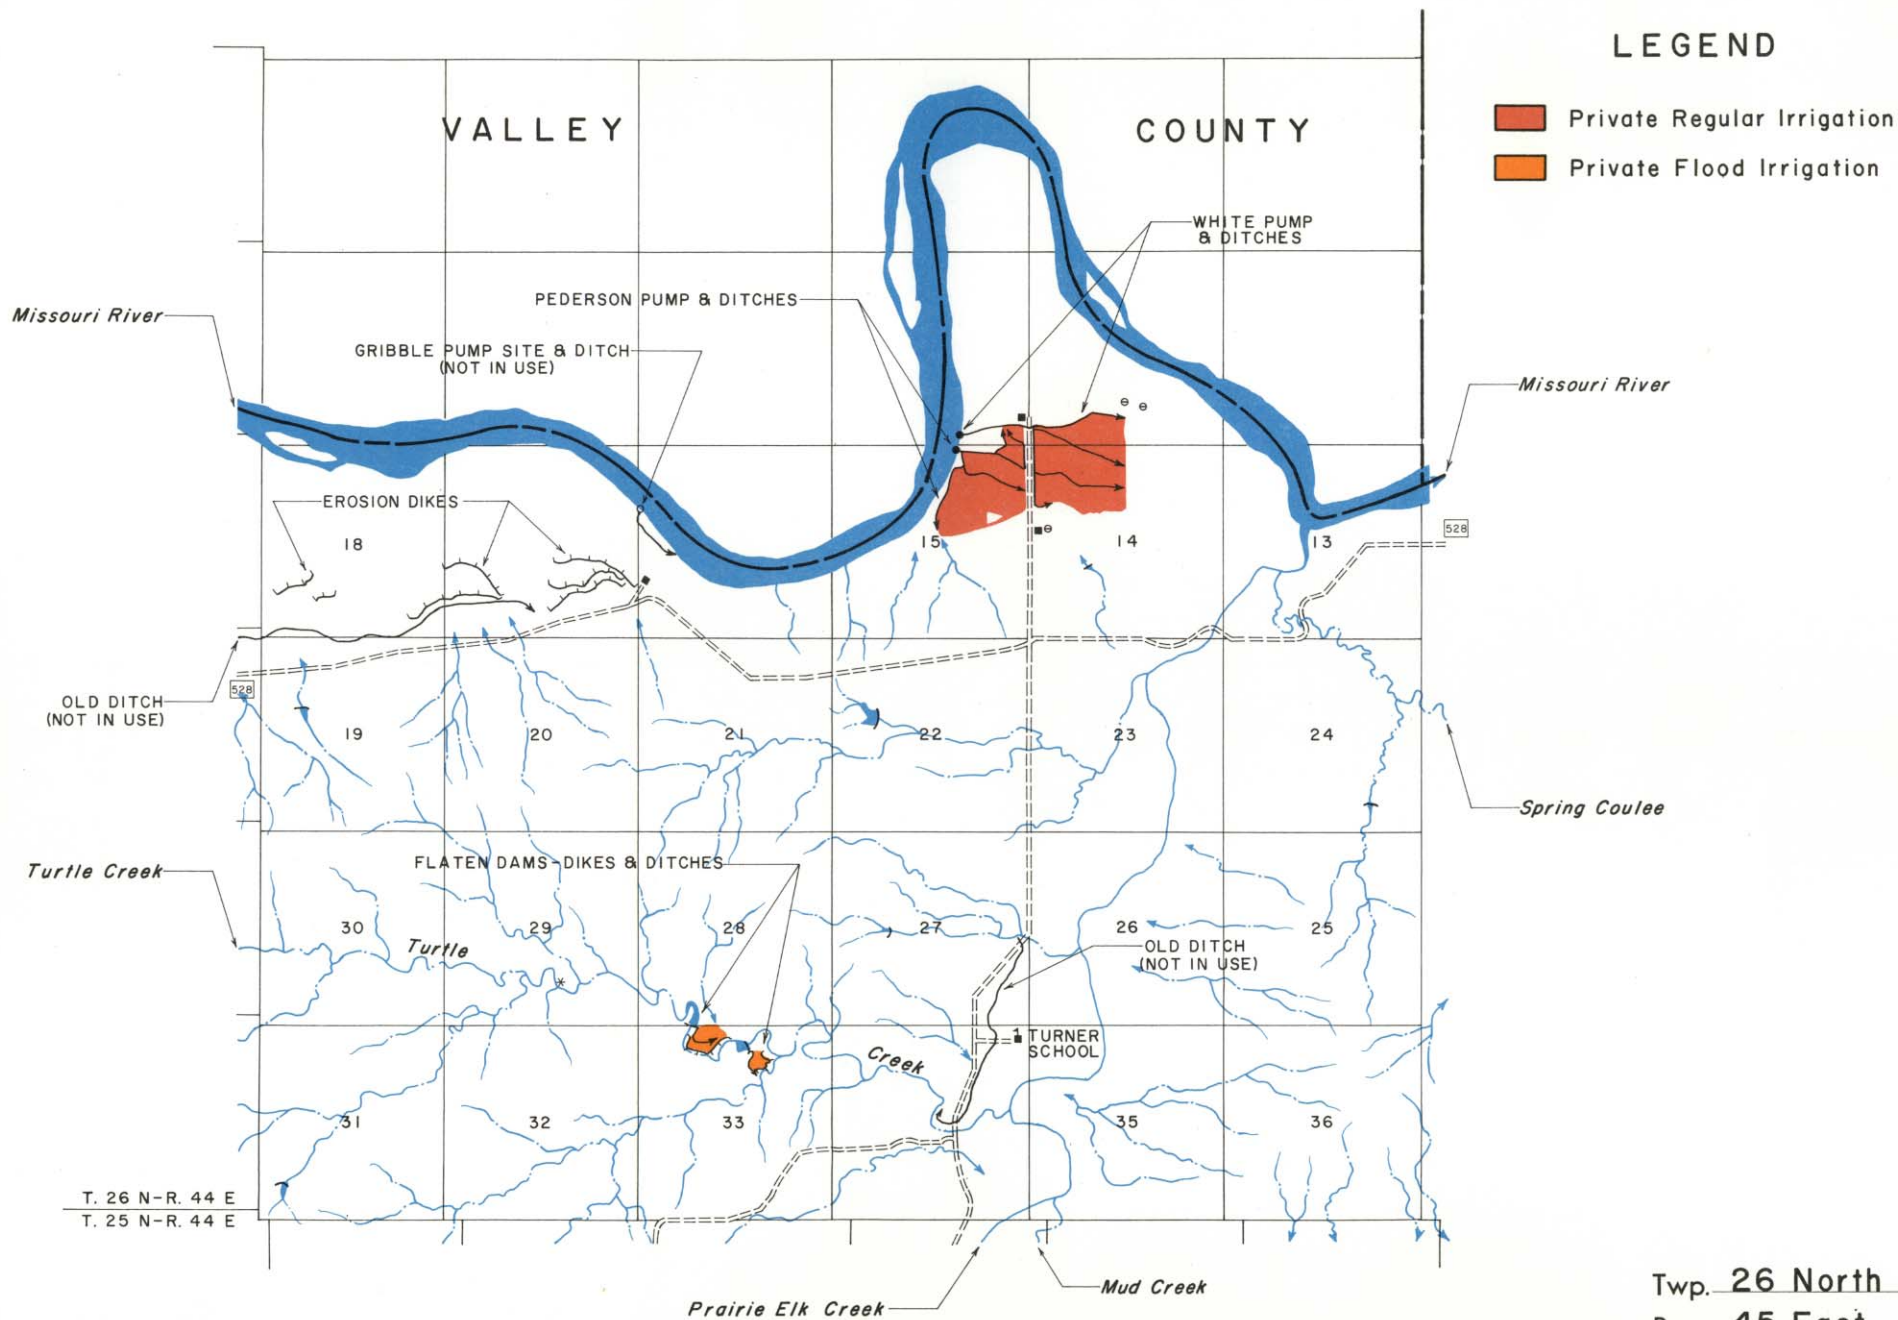 LEGEND
Private Regular Irrigation
Private Flood Irrigation
VALLEY COUNTY
WHITE PUMP
& DITCHES
PEDERSON PUMP & DITCHES
Missouri River
GRIBBLE PUMP SITE & DITCH
(NOT IN USE)
Missouri River
EROSION DIKES
528
18
15
14
13
OLD DITCH
(NOT IN USE)
528
19
20
21
22
23
24
Spring Coulee
FLATEN DAMS-DIKES & DITCHES
Turtle Creek
30
29
28
27
26
25
Turtle
OLD DITCH
(NOT IN USE)
TURNER
SCHOOL
Creek
31
32
33
35
36
T. 26 N-R. 44 E
T. 25 N-R. 44 E
Mud Creek
Prairie Elk Creek
Twp. 26 North
45 East